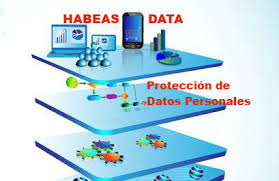 HABEAS DATA
Protección de
Datos Personales